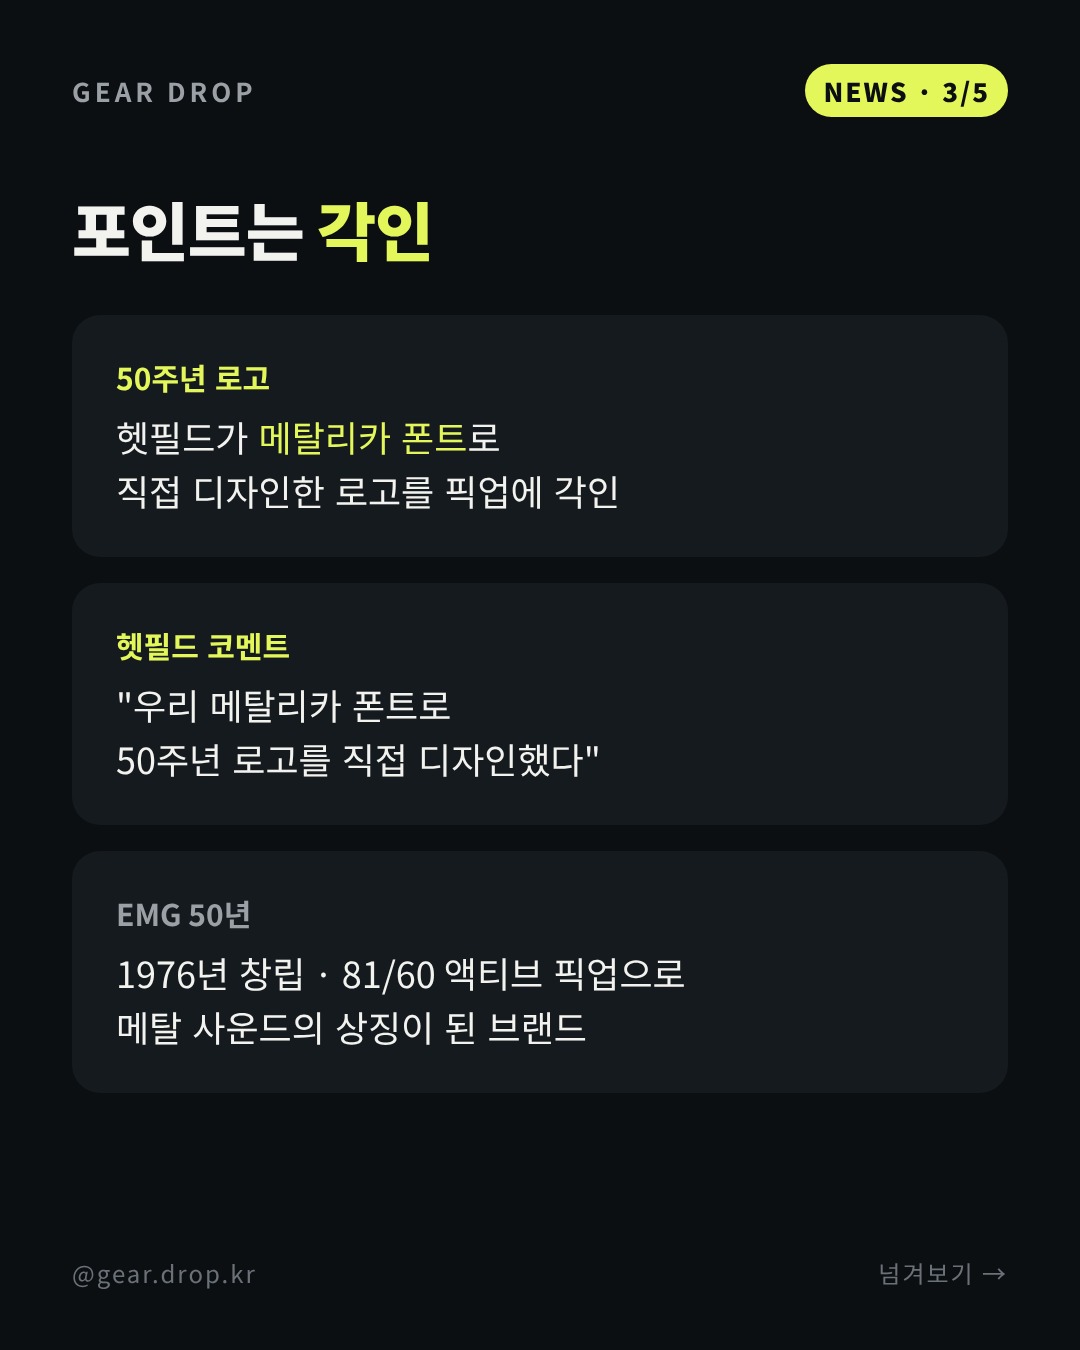 GEAR DROP
NEWS · 3/5
포인트는 각인
50주년 로고
헷필드가 메탈리카 폰트로
직접 디자인한 로고를 픽업에 각인
헷필드 코멘트
"우리 메탈리카 폰트로
50주년 로고를 직접 디자인했다"
EMG 50년
1976년 창립 · 81/60 액티브 픽업으로
메탈 사운드의 상징이 된 브랜드
@gear.drop.kr
넘겨보기 →